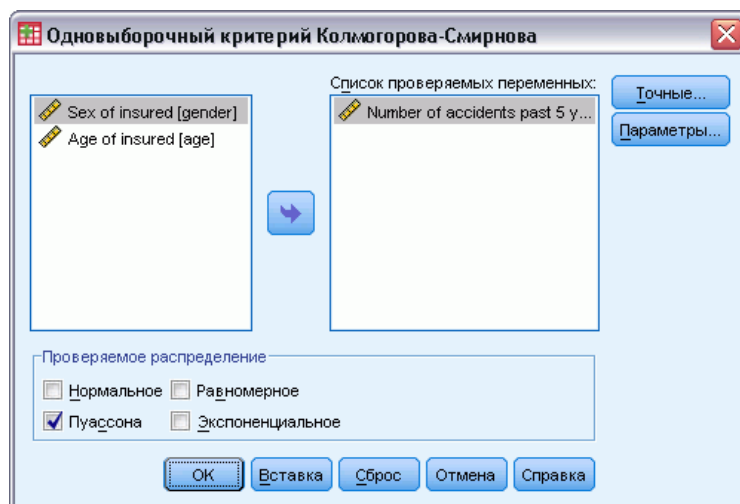 Одновыборочный критерий Колмогорова-Смирнова
Список проверяемых переменных:
Sex of insured [gender]
Age of insured [age]
Number of accidents past 5 y...
Точные...
Параметры...
Проверяемое распределение
Нормальное
Равномерное
Пуассона
Экспоненциальное
OK
Вставка
Сброс
Отмена
Справка